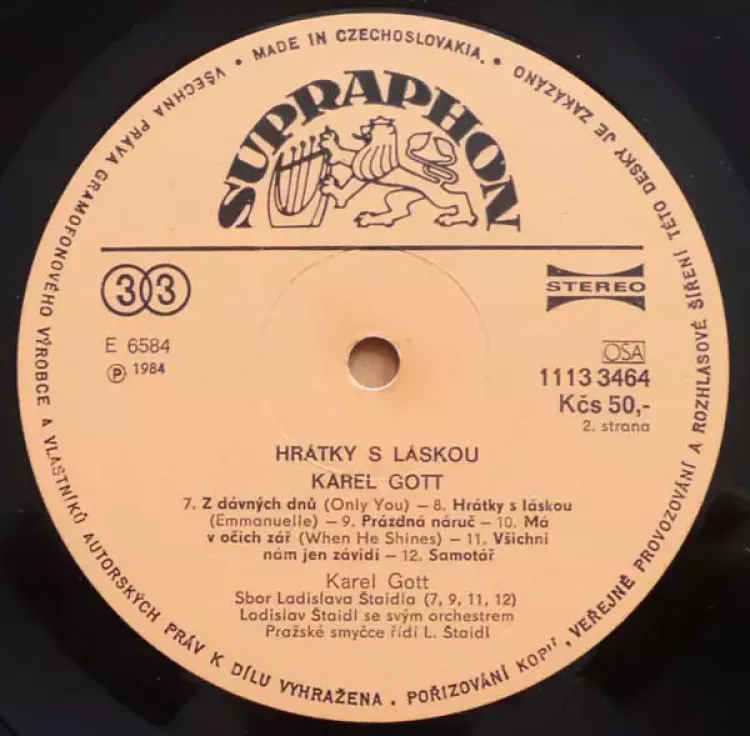 VŠECHNA PRÁVA GRAMOFONOVÉHO VÝROBCE A VLASTNÍKŮ AUTORSKÝCH PRÁV K DÍLU VYHRAŽENA . POŘIZOVÁNÍ KOPIÍ, VEŘEJNÉ PROVOZOVÁNÍ A ROZHLASOVÉ ŠÍŘENÍ TÉTO DESKY JE ZAKÁZÁNO
• MADE IN CZECHOSLOVAKIA.
SUPRAPHON
33
STEREO
E 6584
OSA
Ⓟ 1984
1113 3464
Kčs 50,-
2. strana
HRÁTKY S LÁSKOU
KAREL GOTT
7. Z dávných dnů (Only You) – 8. Hrátky s láskou
(Emmanuelle) – 9. Prázdná náruč – 10. Má
v očích zář (When He Shines) – 11. Všichni
nám jen závidí – 12. Samotář
Karel Gott
Sbor Ladislava Štaidla (7, 9, 11, 12)
Ladislav Štaidl se svým orchestrem
Pražské smyčce řídí L. Štaidl